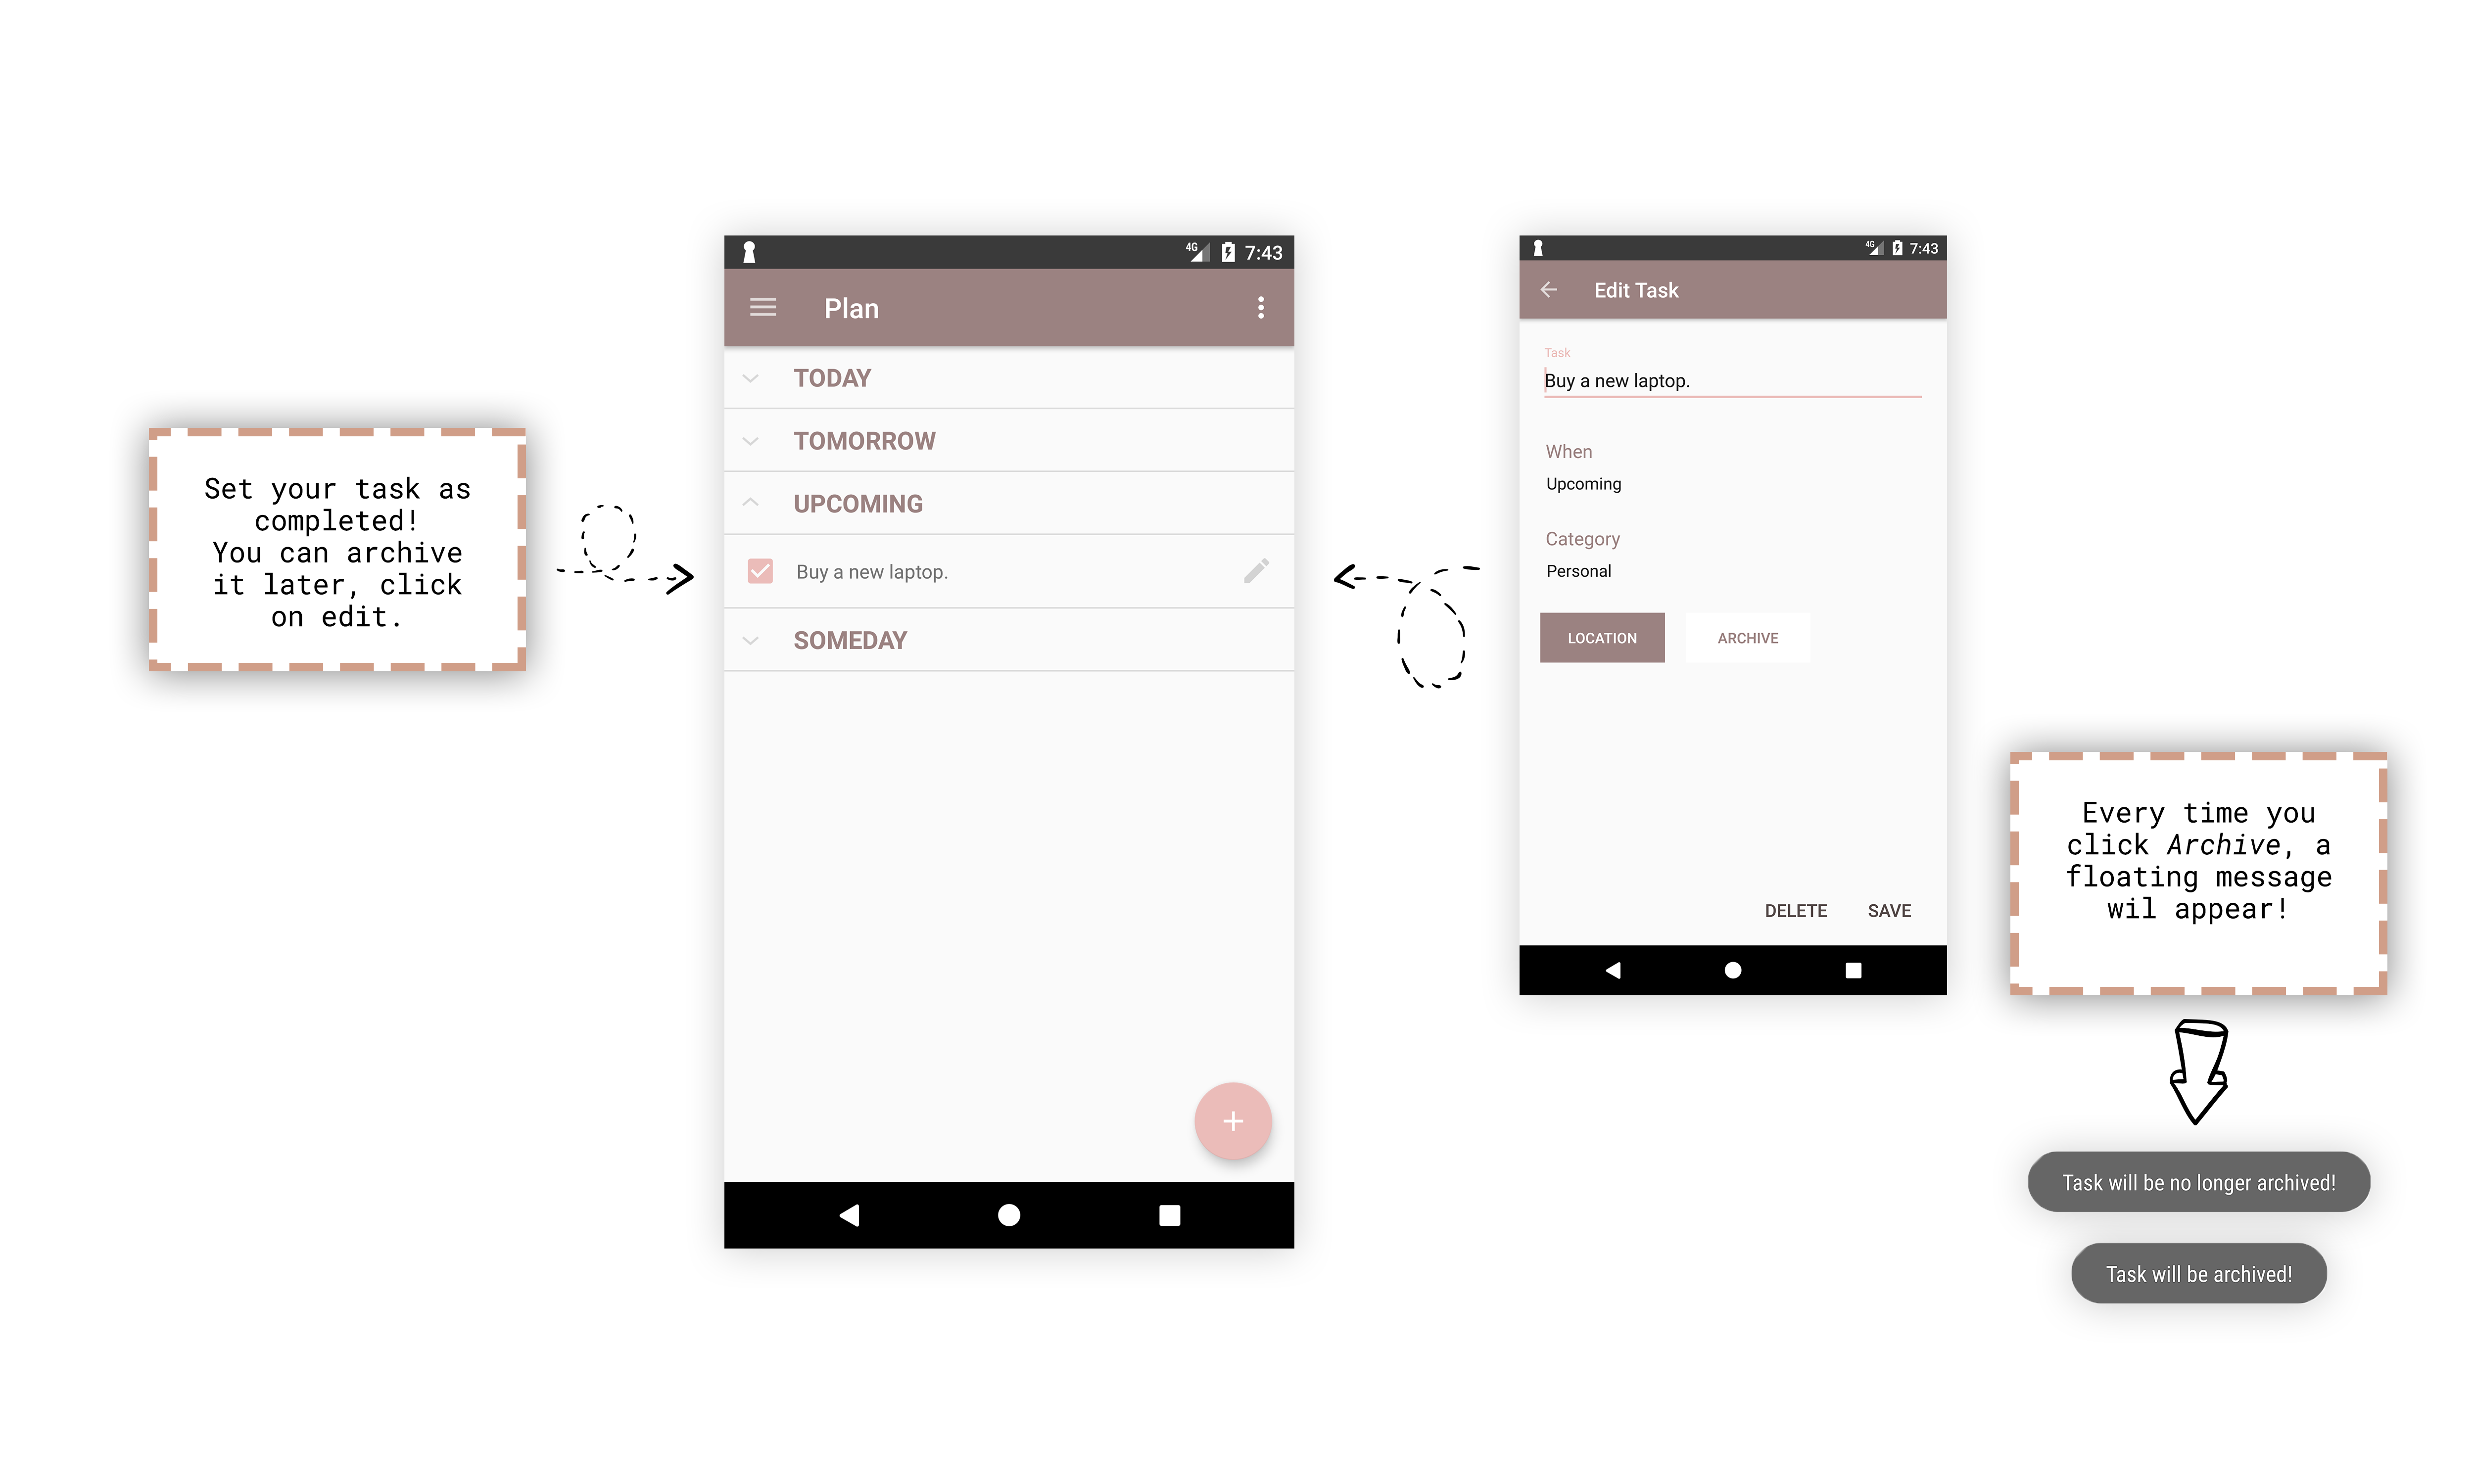 Set your task as
completed!
You can archive
it later, click
on edit.
4G 7:43
Plan
TODAY
TOMORROW
UPCOMING
Buy a new laptop.
SOMEDAY
4G 7:43
Edit Task
Task
Buy a new laptop.
When
Upcoming
Category
Personal
LOCATION ARCHIVE
DELETE SAVE
Every time you
click Archive, a
floating message
wil appear!
Task will be no longer archived!
Task will be archived!